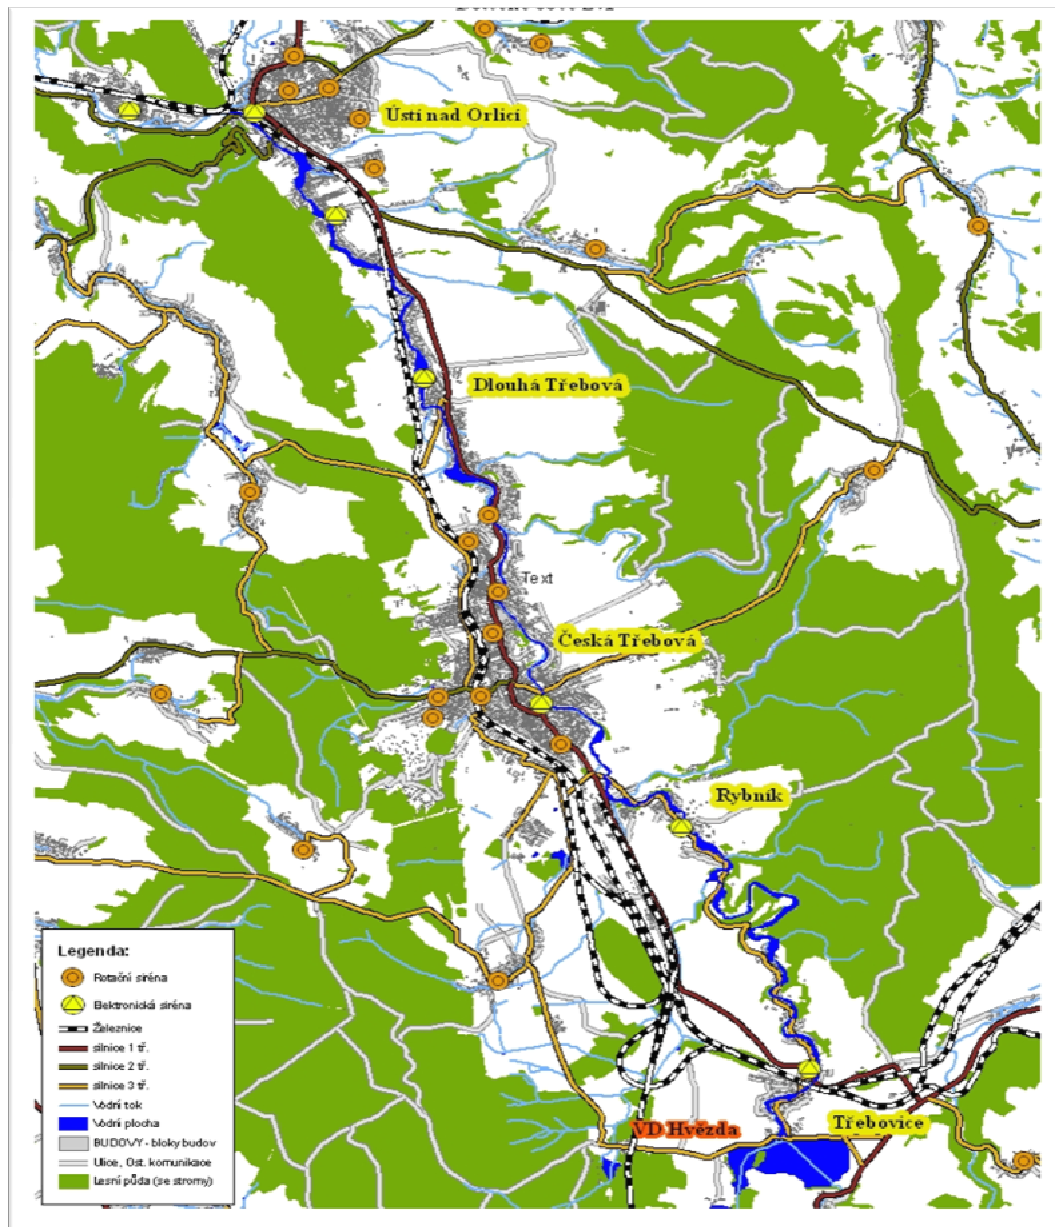 Ústí nad Orlicí
Dlouhá Třebová
Text
Česká Třebová
Rybník
VD Hvězda
Třebovice
Legenda:
Rotační siréna
Elektronická siréna
Železnice
silnice 1 tř.
silnice 2 tř.
silnice 3 tř.
Vodní tok
Vodní plocha
BUDOVY - bloky budov
Ulice, Ost. komunikace
Lesní půda (se stromy)